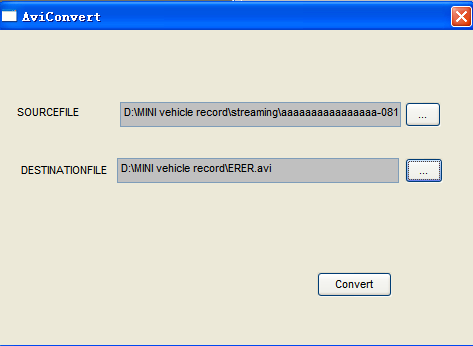 AviConvert
SOURCEFILE D:\MINI vehicle record\streaming\aaaaaaaaaaaaaaaa-081 ...
DESTINATIONFILE D:\MINI vehicle record\ERER.avi ...
Convert